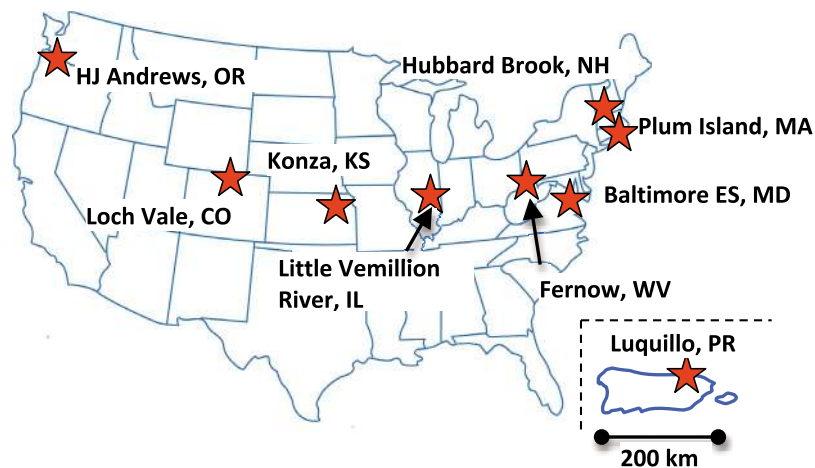 Hubbard Brook, NH
HJ Andrews, OR
Plum Island, MA
Konza, KS
Baltimore ES, MD
Loch Vale, CO
Little Vemillion
River, IL
Fernow, WV
Luquillo, PR
200 km